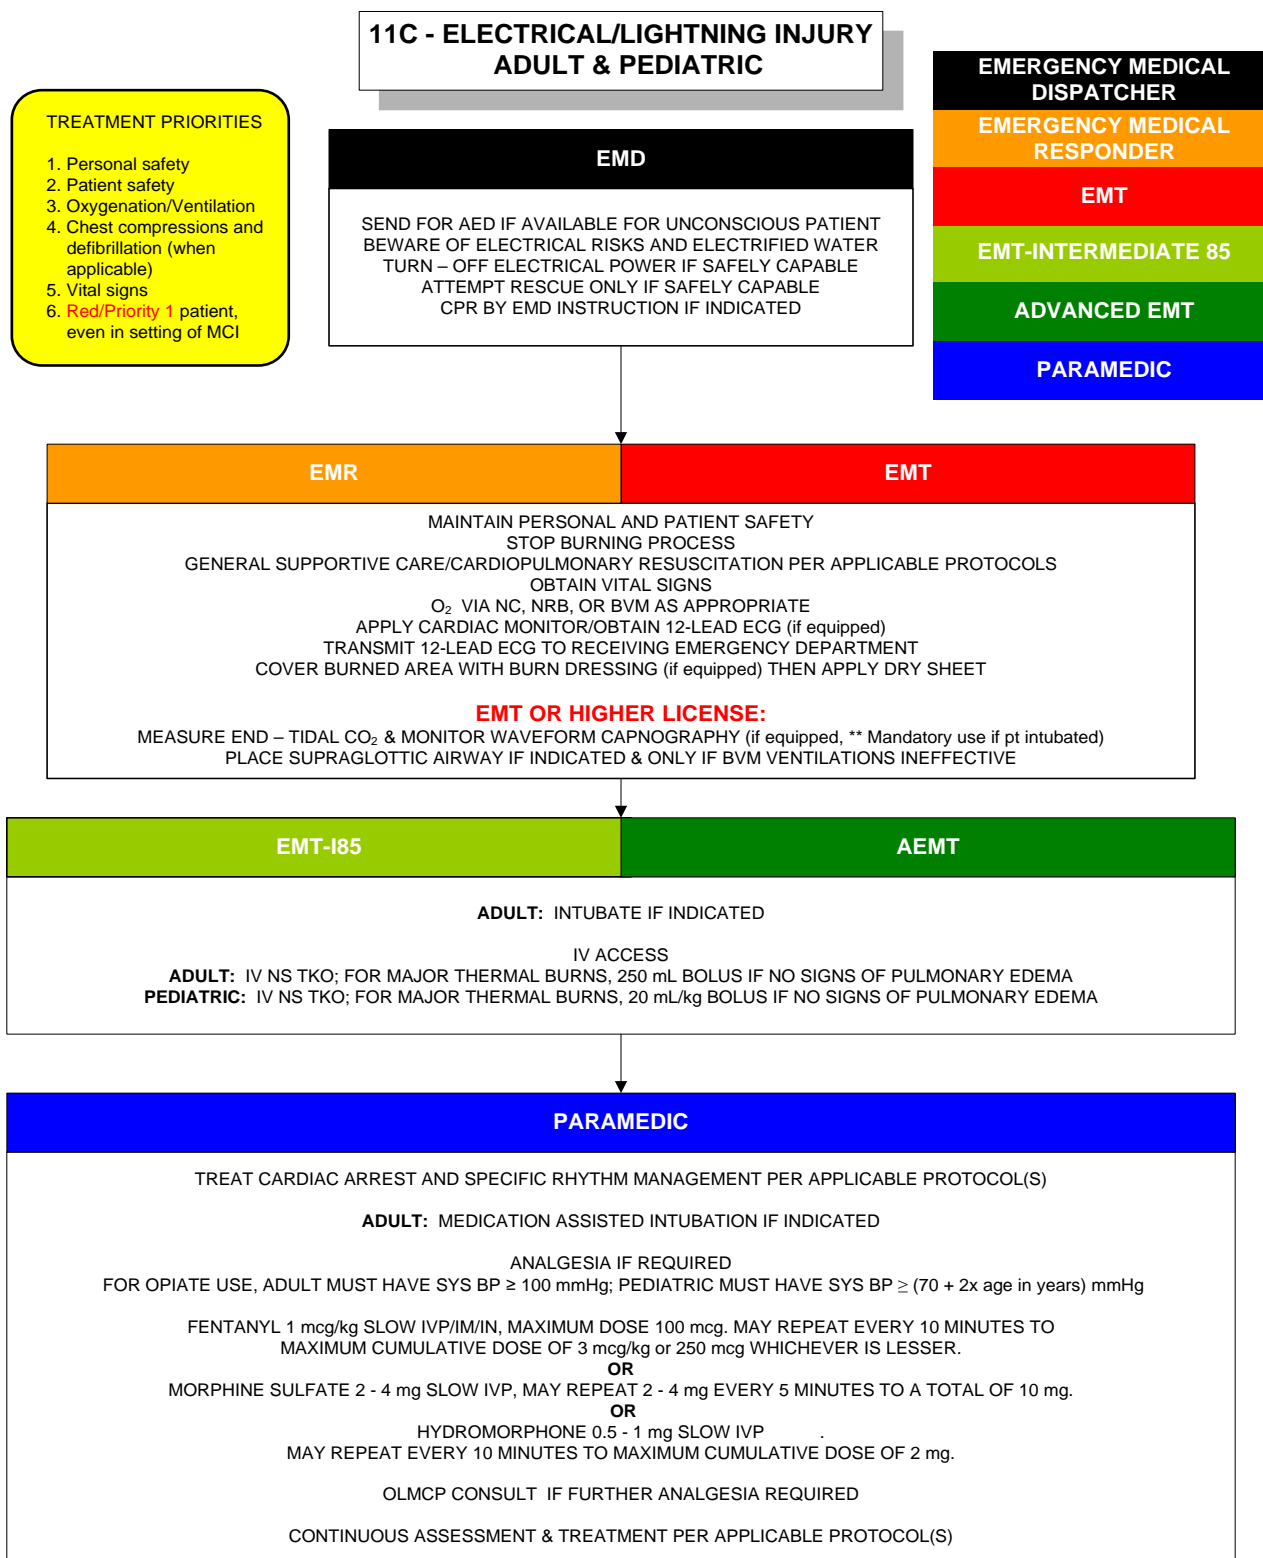 11C - ELECTRICAL/LIGHTNING INJURY
ADULT & PEDIATRIC
TREATMENT PRIORITIES
1. Personal safety
2. Patient safety
3. Oxygenation/Ventilation
4. Chest compressions and
defibrillation (when
applicable)
5. Vital signs
6. Red/Priority 1 patient,
even in setting of MCI
EMERGENCY MEDICAL
DISPATCHER
EMERGENCY MEDICAL
RESPONDER
EMT
EMT-INTERMEDIATE 85
ADVANCED EMT
PARAMEDIC
EMD
SEND FOR AED IF AVAILABLE FOR UNCONSCIOUS PATIENT
BEWARE OF ELECTRICAL RISKS AND ELECTRIFIED WATER
TURN – OFF ELECTRICAL POWER IF SAFELY CAPABLE
ATTEMPT RESCUE ONLY IF SAFELY CAPABLE
CPR BY EMD INSTRUCTION IF INDICATED
EMR
EMT
MAINTAIN PERSONAL AND PATIENT SAFETY
STOP BURNING PROCESS
GENERAL SUPPORTIVE CARE/CARDIOPULMONARY RESUSCITATION PER APPLICABLE PROTOCOLS
OBTAIN VITAL SIGNS
O₂ VIA NC, NRB, OR BVM AS APPROPRIATE
APPLY CARDIAC MONITOR/OBTAIN 12-LEAD ECG (if equipped)
TRANSMIT 12-LEAD ECG TO RECEIVING EMERGENCY DEPARTMENT
COVER BURNED AREA WITH BURN DRESSING (if equipped) THEN APPLY DRY SHEET
EMT OR HIGHER LICENSE:
MEASURE END – TIDAL CO₂ & MONITOR WAVEFORM CAPNOGRAPHY (if equipped, ** Mandatory use if pt intubated)
PLACE SUPRAGLOTTIC AIRWAY IF INDICATED & ONLY IF BVM VENTILATIONS INEFFECTIVE
EMT-I85
AEMT
ADULT: INTUBATE IF INDICATED
IV ACCESS
ADULT: IV NS TKO; FOR MAJOR THERMAL BURNS, 250 mL BOLUS IF NO SIGNS OF PULMONARY EDEMA
PEDIATRIC: IV NS TKO; FOR MAJOR THERMAL BURNS, 20 mL/kg BOLUS IF NO SIGNS OF PULMONARY EDEMA
PARAMEDIC
TREAT CARDIAC ARREST AND SPECIFIC RHYTHM MANAGEMENT PER APPLICABLE PROTOCOL(S)
ADULT: MEDICATION ASSISTED INTUBATION IF INDICATED
ANALGESIA IF REQUIRED
FOR OPIATE USE, ADULT MUST HAVE SYS BP ≥ 100 mmHg; PEDIATRIC MUST HAVE SYS BP ≥ (70 + 2x age in years) mmHg
FENTANYL 1 mcg/kg SLOW IVP/IM/IN, MAXIMUM DOSE 100 mcg. MAY REPEAT EVERY 10 MINUTES TO
MAXIMUM CUMULATIVE DOSE OF 3 mcg/kg or 250 mcg WHICHEVER IS LESSER.
OR
MORPHINE SULFATE 2 - 4 mg SLOW IVP, MAY REPEAT 2 - 4 mg EVERY 5 MINUTES TO A TOTAL OF 10 mg.
OR
HYDROMORPHONE 0.5 - 1 mg SLOW IVP .
MAY REPEAT EVERY 10 MINUTES TO MAXIMUM CUMULATIVE DOSE OF 2 mg.
OLMCP CONSULT IF FURTHER ANALGESIA REQUIRED
CONTINUOUS ASSESSMENT & TREATMENT PER APPLICABLE PROTOCOL(S)